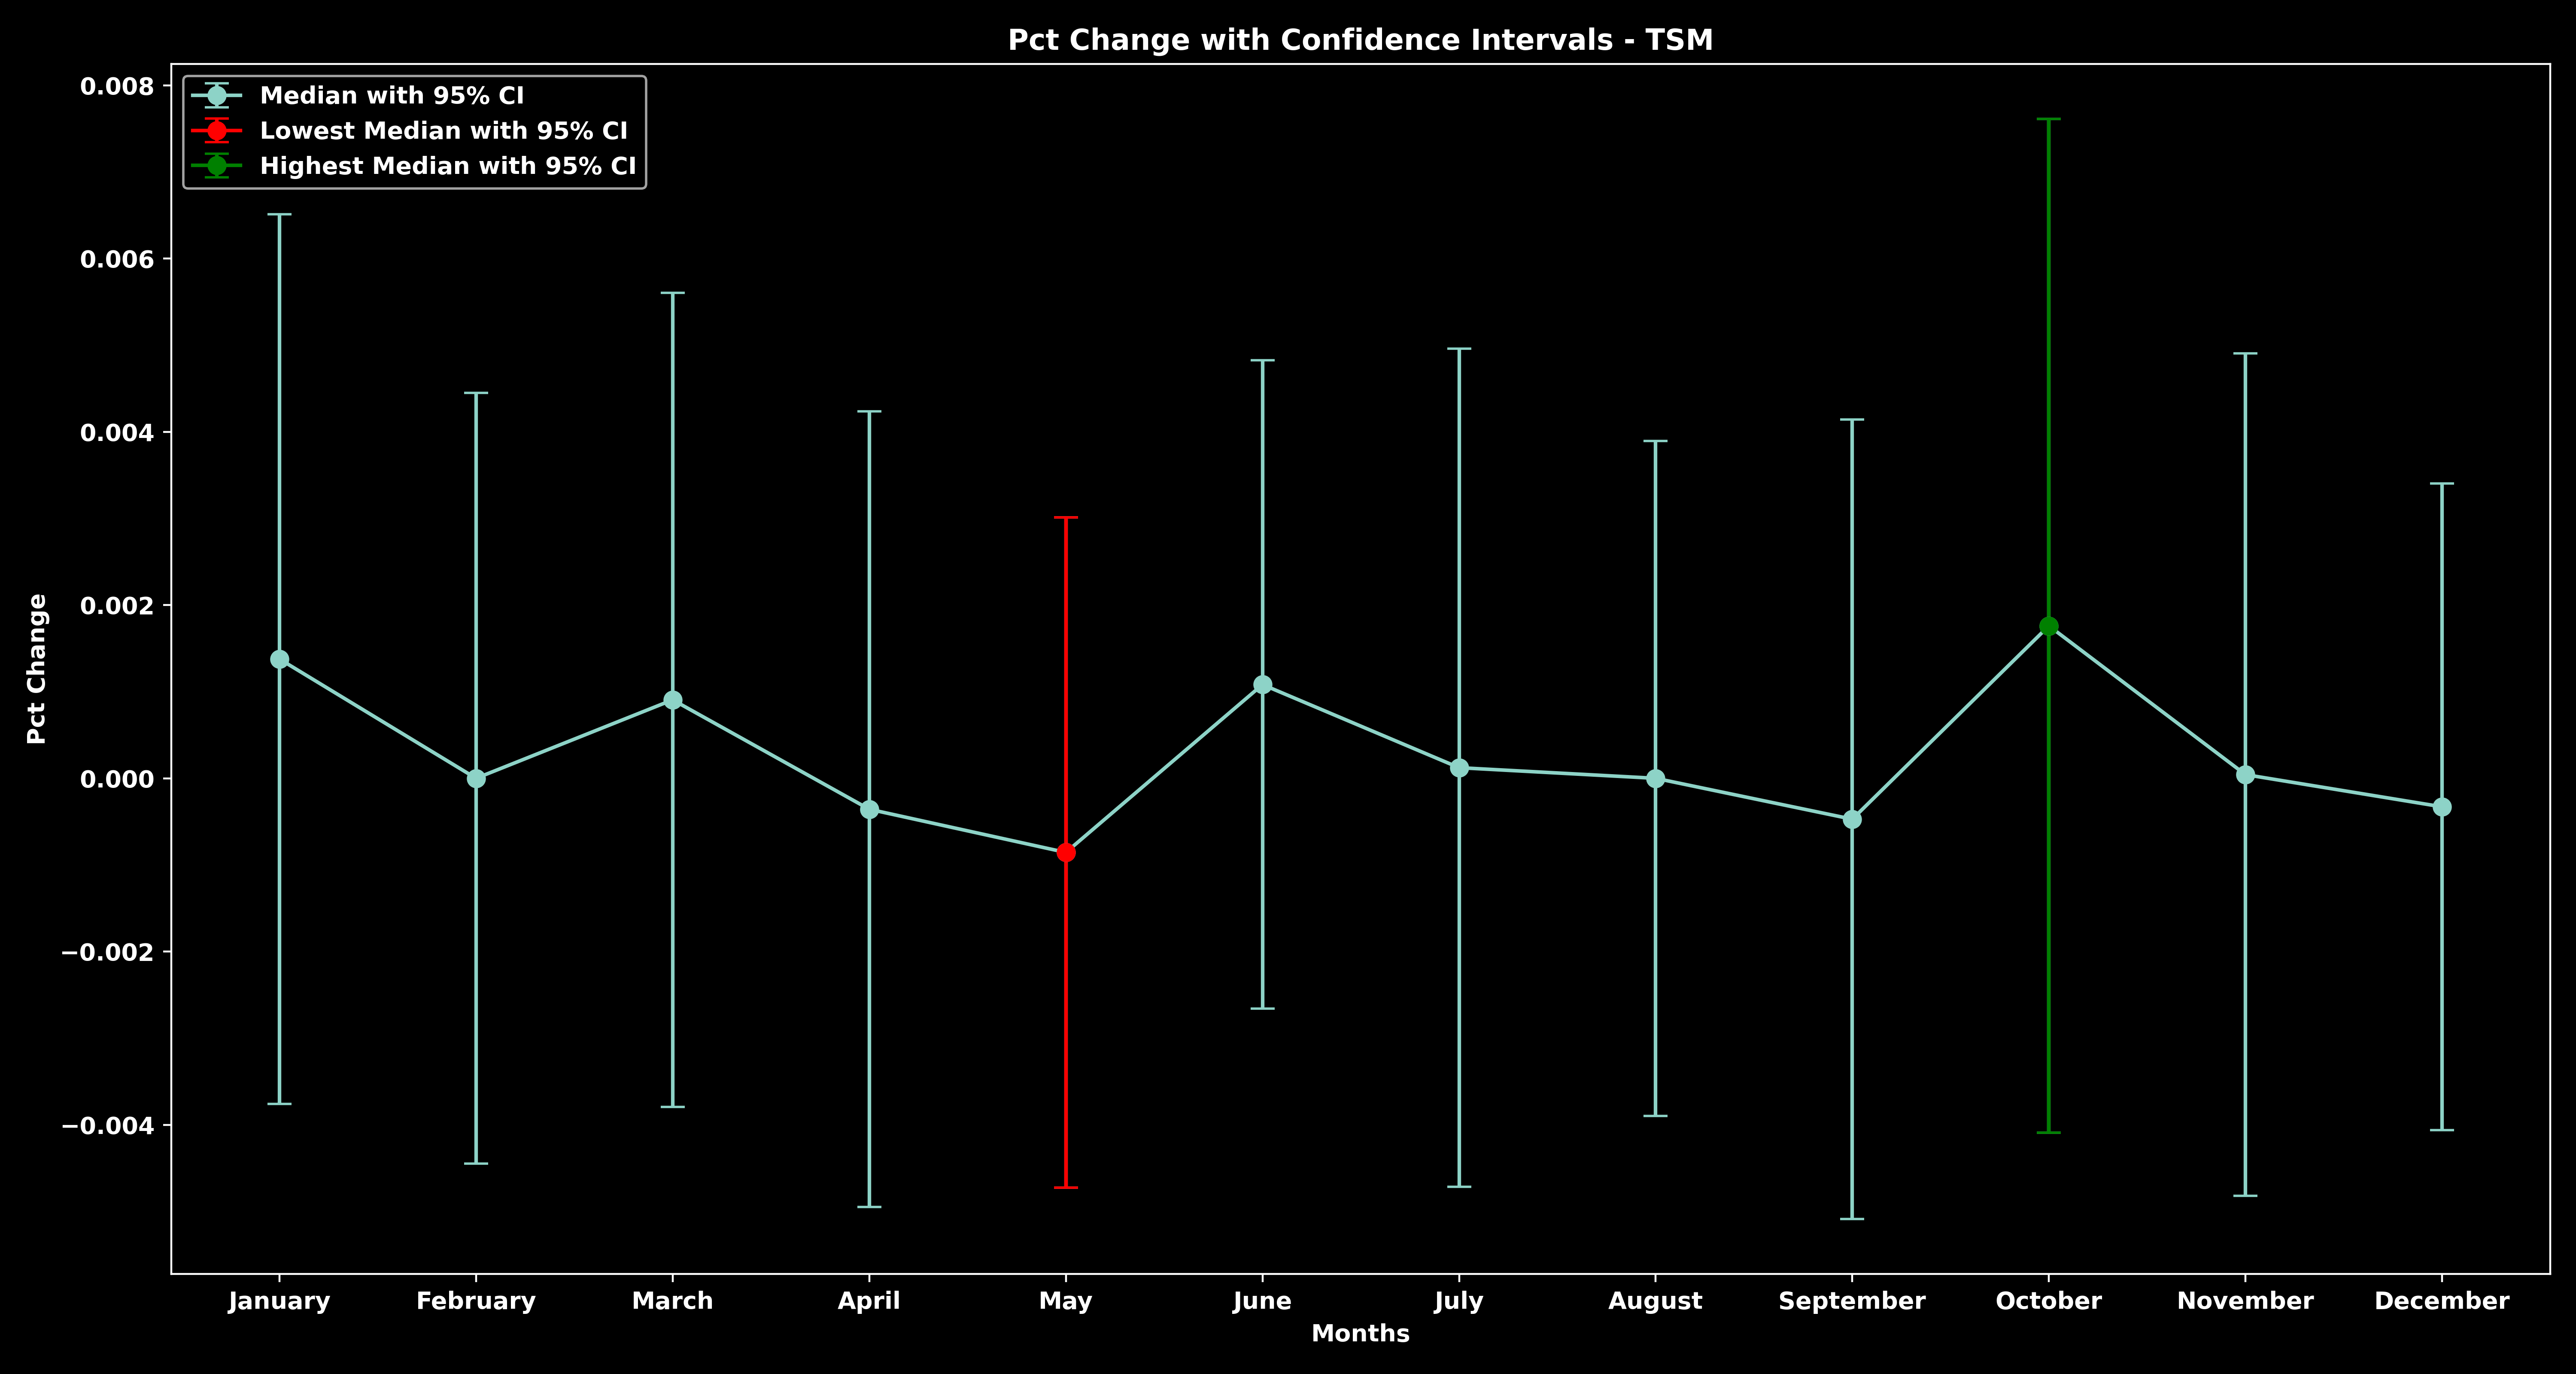 Pct Change with Confidence Intervals - TSM
Median with 95% CI
Lowest Median with 95% CI
Highest Median with 95% CI
0.008
0.006
0.004
0.002
0.000
−0.002
−0.004
Pct Change
January February March April May June July August September October November December
Months